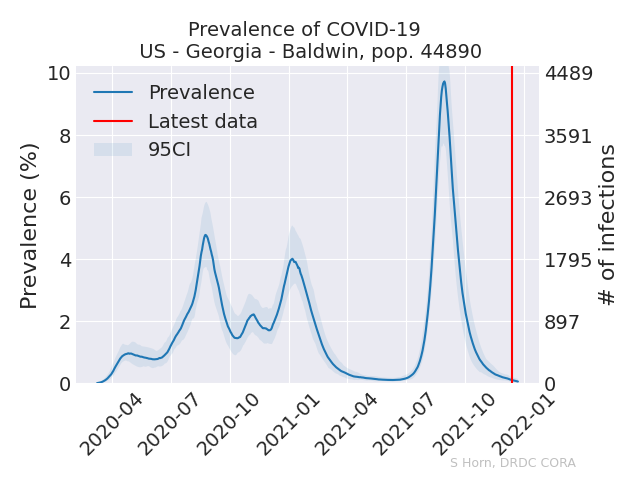 Prevalence of COVID-19
US - Georgia - Baldwin, pop. 44890
10
8
6
4
2
0
Prevalence (%)
4489
3591
2693
1795
897
0
# of infections
Prevalence
Latest data
95CI
2020-04
2020-07
2020-10
2021-01
2021-04
2021-07
2021-10
2022-01
S Horn, DRDC CORA